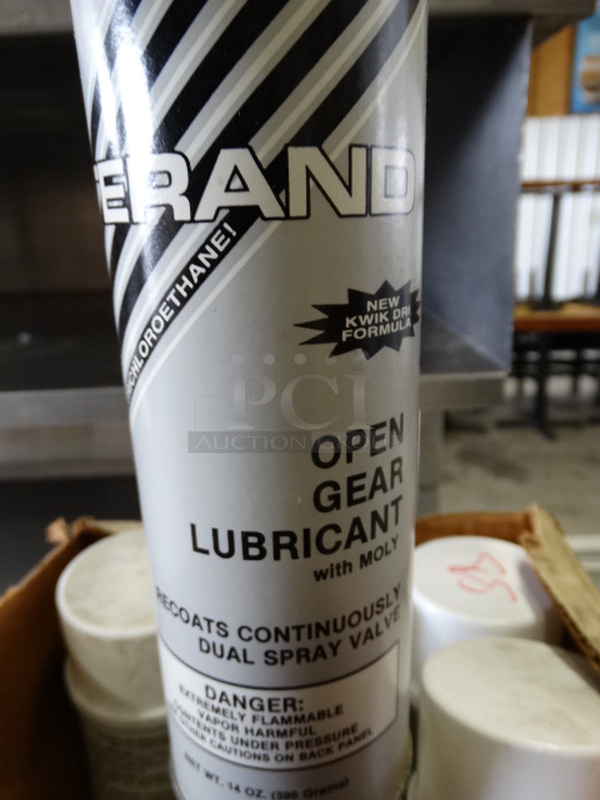 ERAND
CHLOROETHANE!
NEW
KWIK DRI
FORMULA
PCI
AUCTION
OPEN
GEAR
LUBRICANT
with MOLY
RECOATS CONTINUOUSLY
DUAL SPRAY VALVE
DANGER:
EXTREMELY FLAMMABLE
VAPOR HARMFUL
CONTENTS UNDER PRESSURE
OTHER CAUTIONS ON BACK PANEL
NET WT. 14 OZ. (396 Grams)